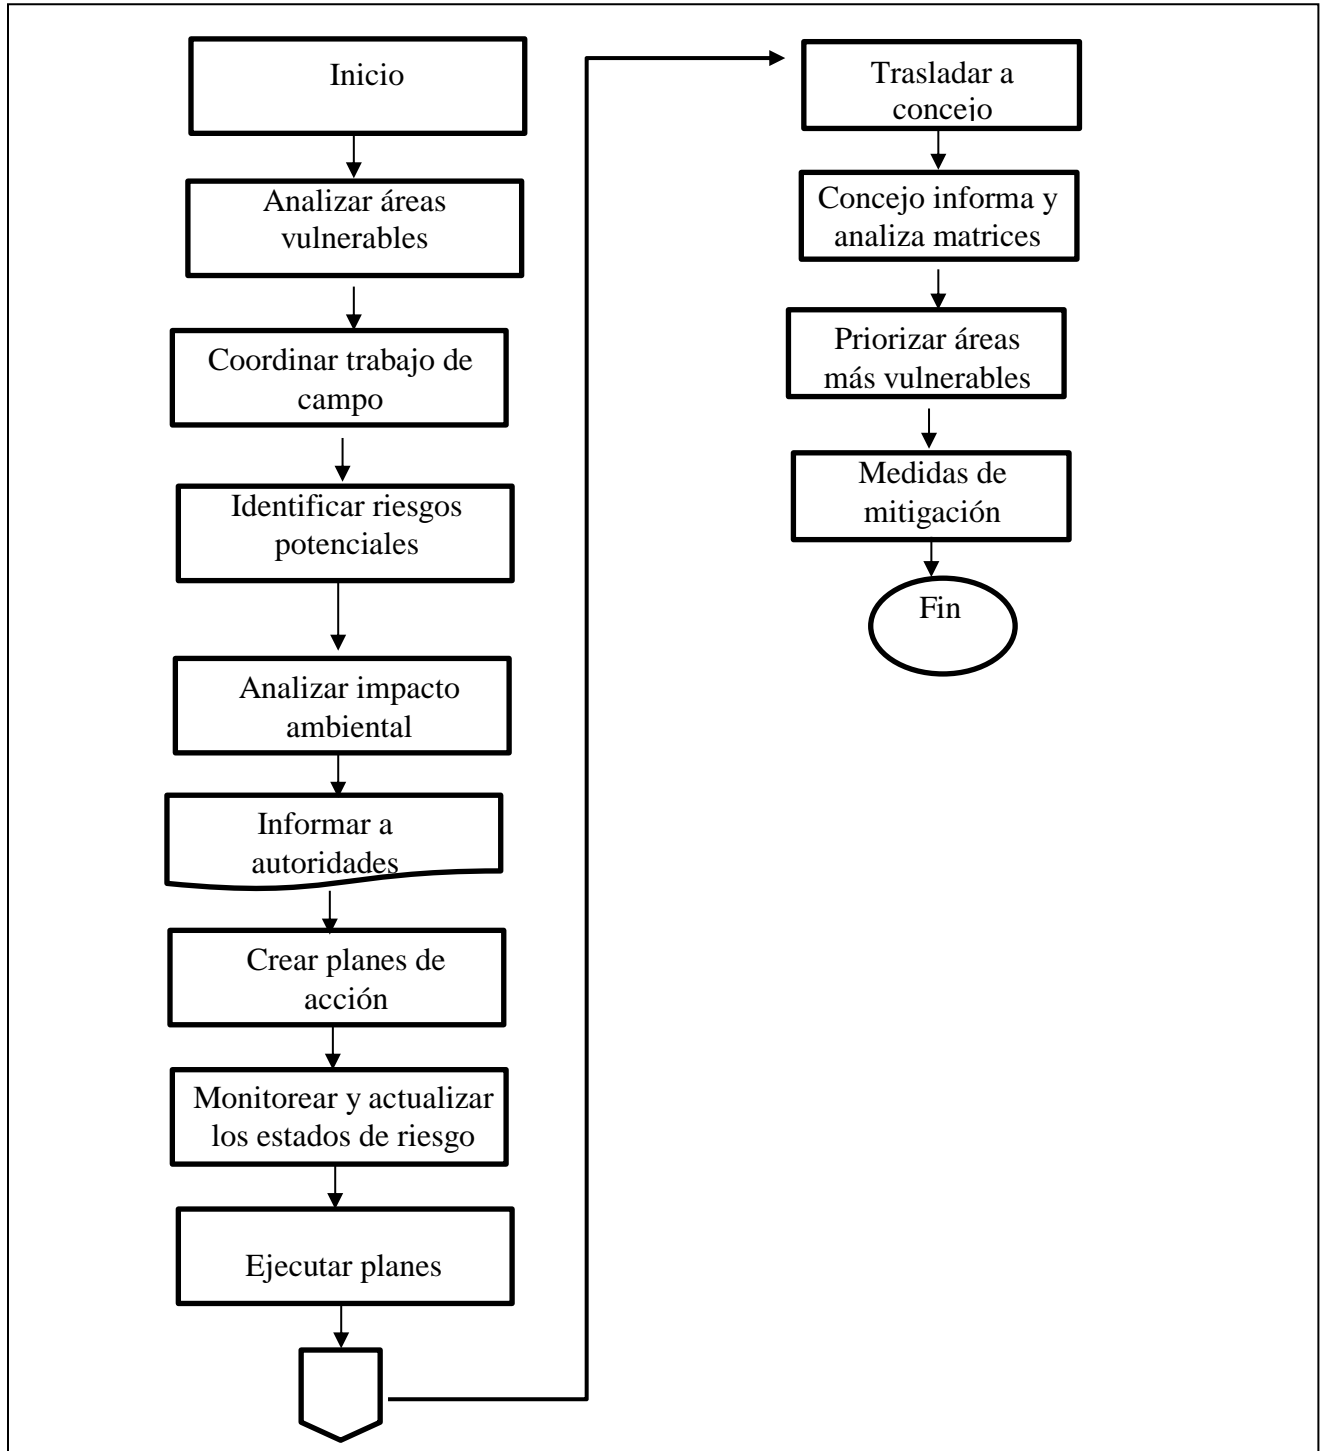 Inicio
Analizar áreas
vulnerables
Coordinar trabajo de
campo
Identificar riesgos
potenciales
Analizar impacto
ambiental
Informar a
autoridades
Crear planes de
acción
Monitorear y actualizar
los estados de riesgo
Ejecutar planes
Trasladar a
concejo
Concejo informa y
analiza matrices
Priorizar áreas
más vulnerables
Medidas de
mitigación
Fin